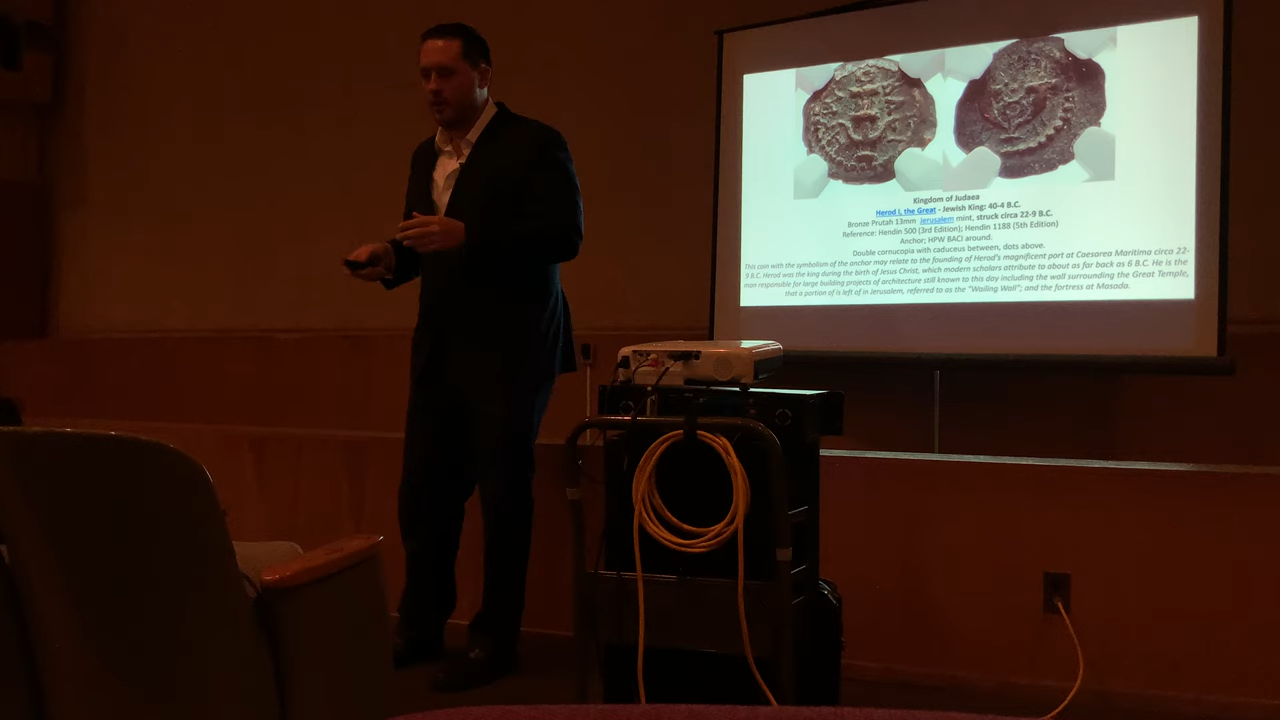 Kingdom of Judaea
Herod I, the Great - Jewish King: 40-4 B.C.
Bronze Prutah 13mm Jerusalem mint, struck circa 22-9 B.C.
Reference: Hendin 500 (3rd Edition); Hendin 1188 (5th Edition)
Anchor; HPW BACI around.
Double cornucopia with caduceus between, dots above.
This coin with the symbolism of the anchor may relate to the founding of Herod's magnificent port at Caesarea Maritima circa 22-
9 B.C. Herod was the king during the birth of Jesus Christ, which modern scholars attribute to about as far back as 6 B.C. He is the
man responsible for large building projects of architecture still known to this day including the wall surrounding the Great Temple,
that a portion of is left of in Jerusalem, referred to as the "Wailing Wall"; and the fortress at Masada.